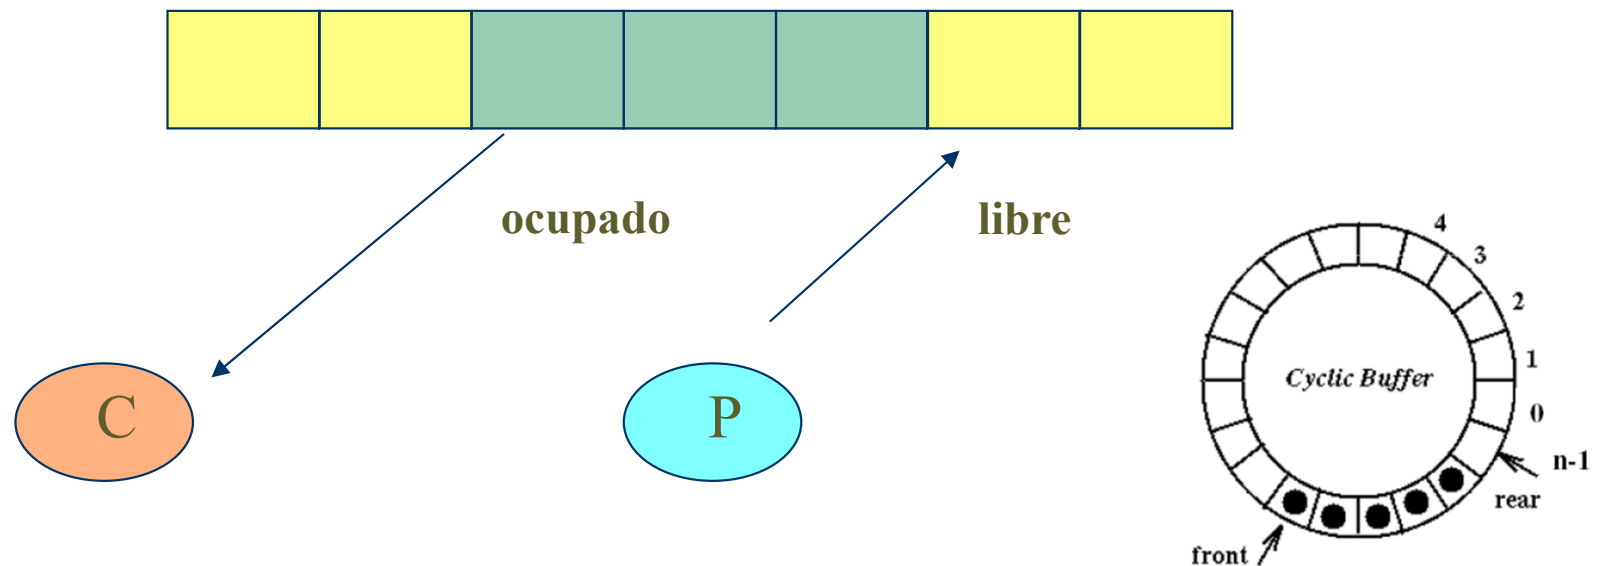 ocupado
libre
C
P
4
3
2
1
Cyclic Buffer
0
n-1
rear
front